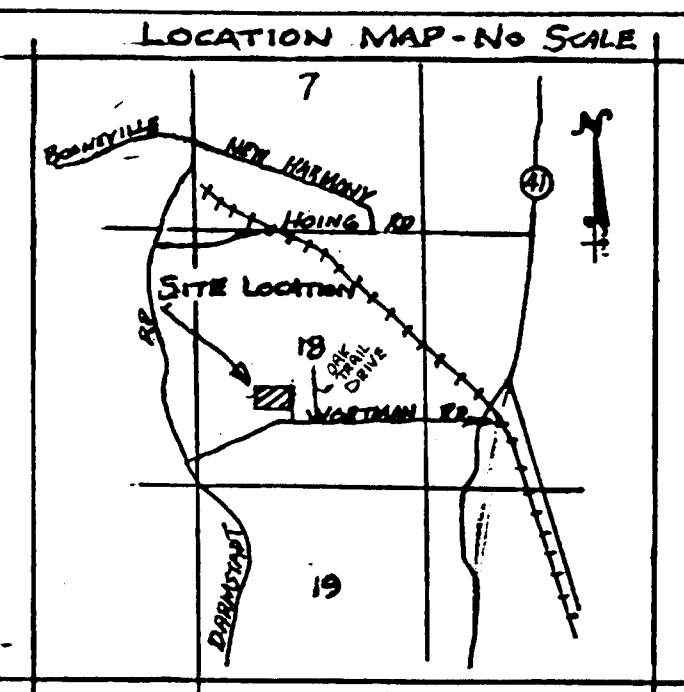 LOCATION MAP - NO SCALE
7
BOONEVILLE
NEW HARMONY
N
41
HOING RD
SITE LOCATION
RD
18
OAK
TRAIL
DRIVE
WORTMAN RD
19
DARMSTADT